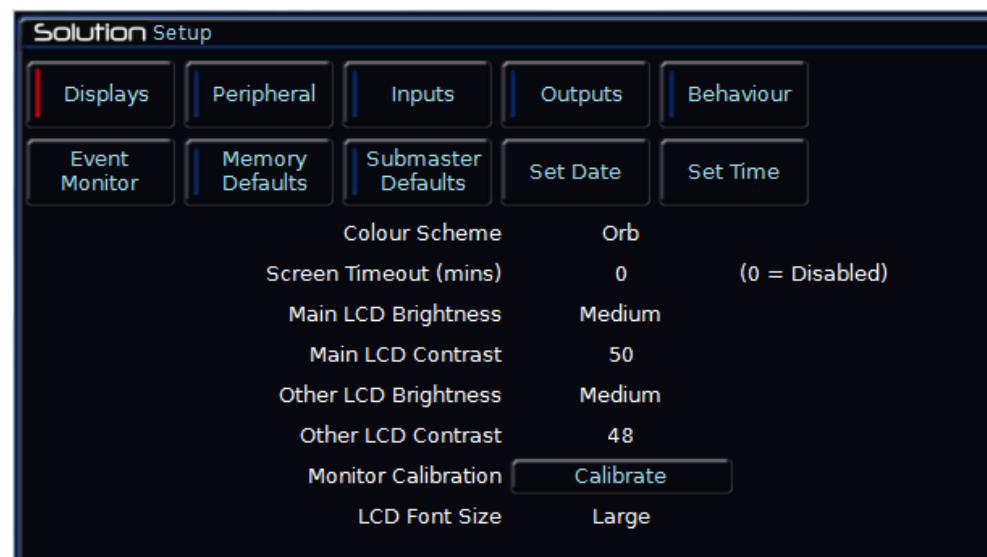 Solution Setup
Displays Peripheral Inputs Outputs Behaviour
Event Monitor Memory Defaults Submaster Defaults Set Date Set Time
Colour Scheme Orb
Screen Timeout (mins) 0 (0 = Disabled)
Main LCD Brightness Medium
Main LCD Contrast 50
Other LCD Brightness Medium
Other LCD Contrast 48
Monitor Calibration Calibrate
LCD Font Size Large